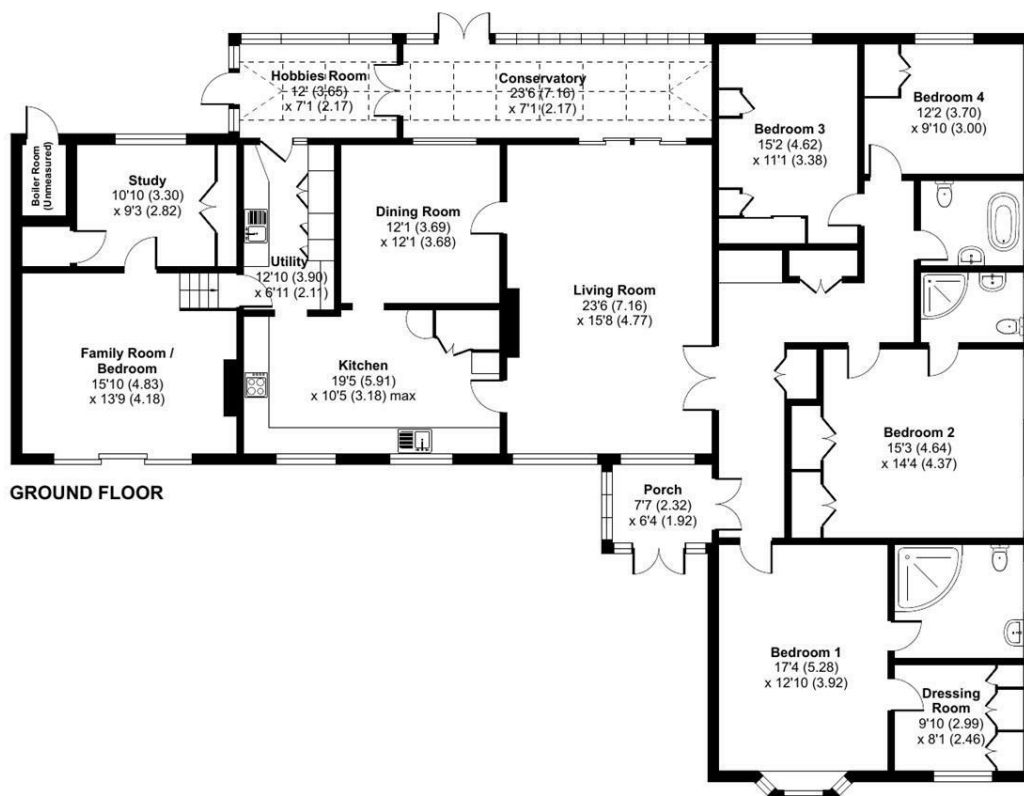 Hobbies Room
12' (3.65)
x 7'1 (2.17)
Conservatory
23'6 (7.16)
x 7'1 (2.17)
Bedroom 3
15'2 (4.62)
x 11'1 (3.38)
Bedroom 4
12'2 (3.70)
x 9'10 (3.00)
Boiler Room
(Unmeasured)
Study
10'10 (3.30)
x 9'3 (2.82)
Dining Room
12'1 (3.69)
x 12'1 (3.68)
Utility
12'10 (3.90)
x 6'11 (2.11)
Living Room
23'6 (7.16)
x 15'8 (4.77)
Family Room /
Bedroom
15'10 (4.83)
x 13'9 (4.18)
Kitchen
19'5 (5.91)
x 10'5 (3.18) max
Bedroom 2
15'3 (4.64)
x 14'4 (4.37)
GROUND FLOOR
Porch
7'7 (2.32)
x 6'4 (1.92)
Bedroom 1
17'4 (5.28)
x 12'10 (3.92)
Dressing
Room
9'10 (2.99)
x 8'1 (2.46)